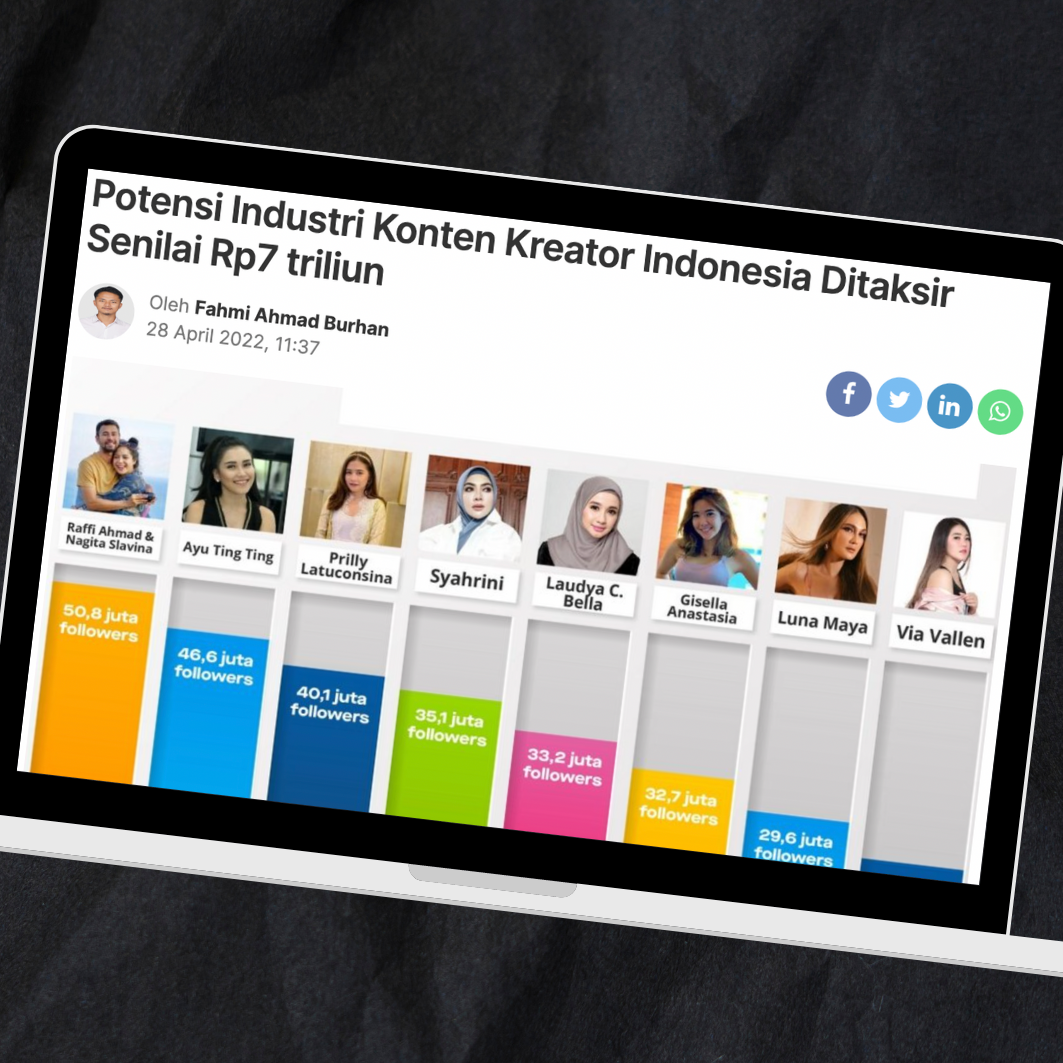 Potensi Industri Konten Kreator Indonesia Ditaksir
Senilai Rp7 triliun
Oleh Fahmi Ahmad Burhan
28 April 2022, 11:37
f
in
Raffi Ahmad &
Nagita Slavina
Ayu Ting Ting
Prilly
Latuconsina
Syahrini
Laudya C.
Bella
Gisella
Anastasia
Luna Maya
Via Vallen
50,8 juta
followers
46,6 juta
followers
40,1 juta
followers
35,1 juta
followers
33,2 juta
followers
32,7 juta
followers
29,6 juta
followers